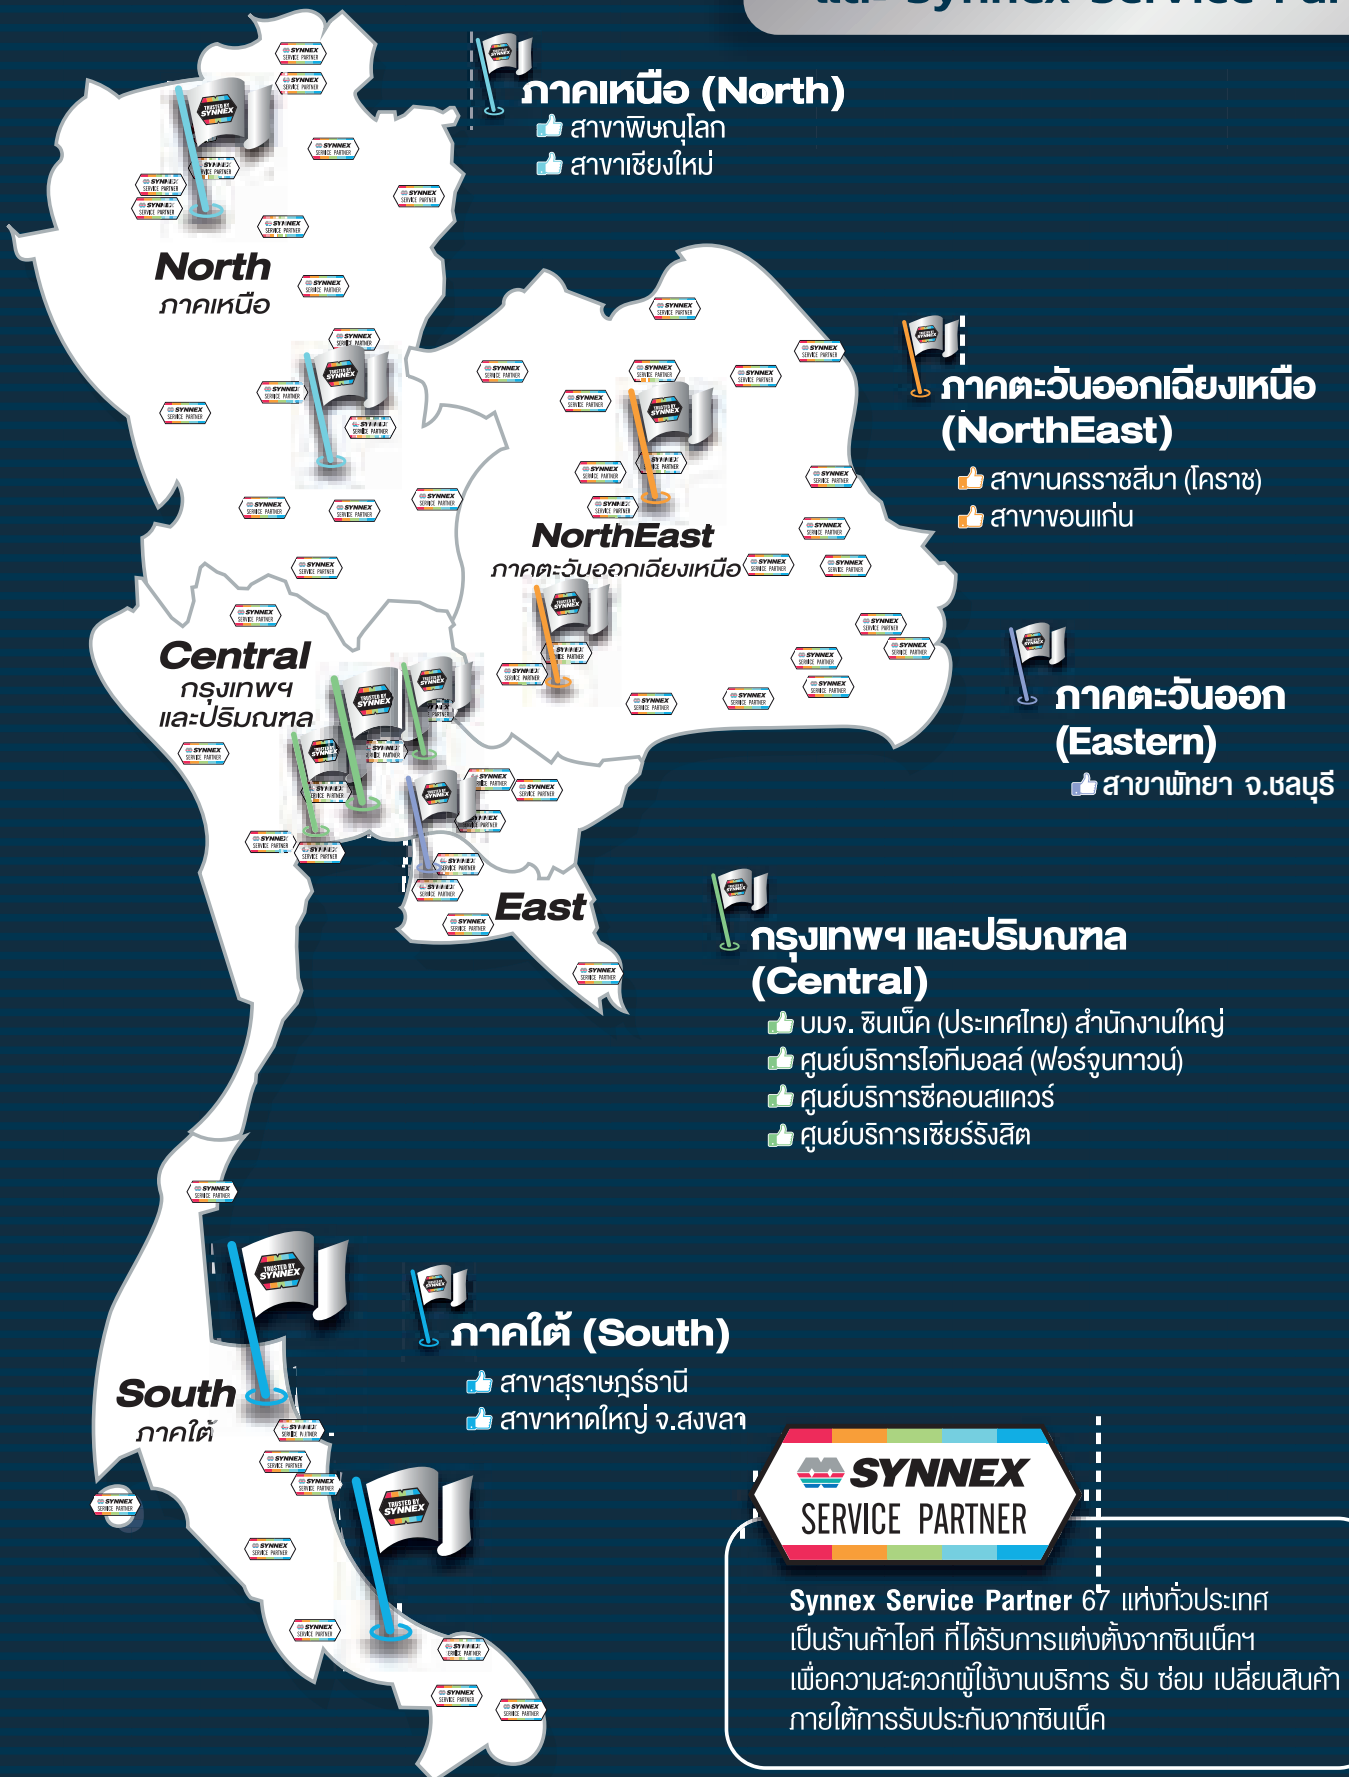 และ Synnex Service Par
ภาคเหนือ (North)
สาขาพิษณุโลก
สาขาเชียงใหม่
North
ภาคเหนือ
ภาคตะวันออกเฉียงเหนือ
(NorthEast)
สาขานครราชสีมา (โคราช)
สาขาขอนแก่น
NorthEast
ภาคตะวันออกเฉียงเหนือ
Central
กรุงเทพฯ
และปริมณฑล
ภาคตะวันออก
(Eastern)
สาขาพัทยา จ.ชลบุรี
East
กรุงเทพฯ และปริมณฑล
(Central)
บมจ. ซินเน็ค (ประเทศไทย) สำนักงานใหญ่
ศูนย์บริการไอทีมอลล์ (ฟอร์จูนทาวน์)
ศูนย์บริการซีคอนสแควร์
ศูนย์บริการเซียร์รังสิต
TRUSTED BY
SYNNEX
ภาคใต้ (South)
สาขาสุราษฎร์ธานี
สาขาหาดใหญ่ จ.สงขลา
South
ภาคใต้
TRUSTED BY
SYNNEX
SYNNEX
SERVICE PARTNER
Synnex Service Partner 67 แห่งทั่วประเทศ
เป็นร้านค้าไอที ที่ได้รับการแต่งตั้งจากซินเน็คฯ
เพื่อความสะดวกผู้ใช้งานบริการ รับ ซ่อม เปลี่ยนสินค้า
ภายใต้การรับประกันจากซินเน็ค